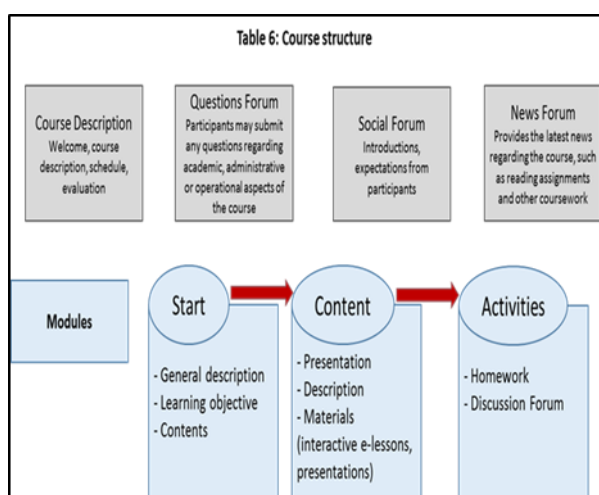 Table 6: Course structure
Course Description
Welcome, course
description, schedule,
evaluation
Questions Forum
Participants may submit
any questions regarding
academic, administrative
or operational aspects of
the course
Social Forum
Introductions,
expectations from
participants
News Forum
Provides the latest news
regarding the course, such
as reading assignments
and other coursework
Modules
Start
- General description
- Learning objective
- Contents
Content
- Presentation
- Description
- Materials
(interactive e-lessons,
presentations)
Activities
- Homework
- Discussion Forum